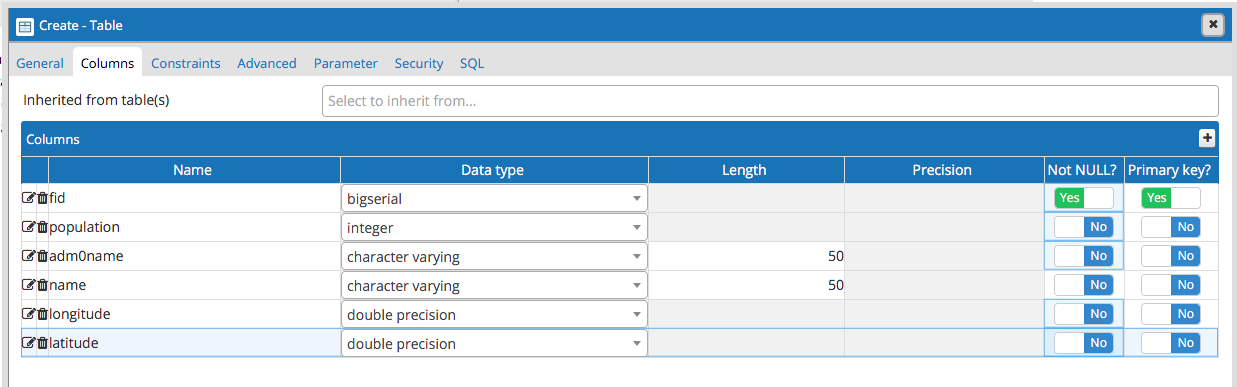 Create - Table
General Columns Constraints Advanced Parameter Security SQL
Inherited from table(s) Select to inherit from...
Columns
Name Data type Length Precision Not NULL? Primary key?
fid bigserial Yes Yes
population integer No No
adm0name character varying 50 No No
name character varying 50 No No
longitude double precision No No
latitude double precision No No